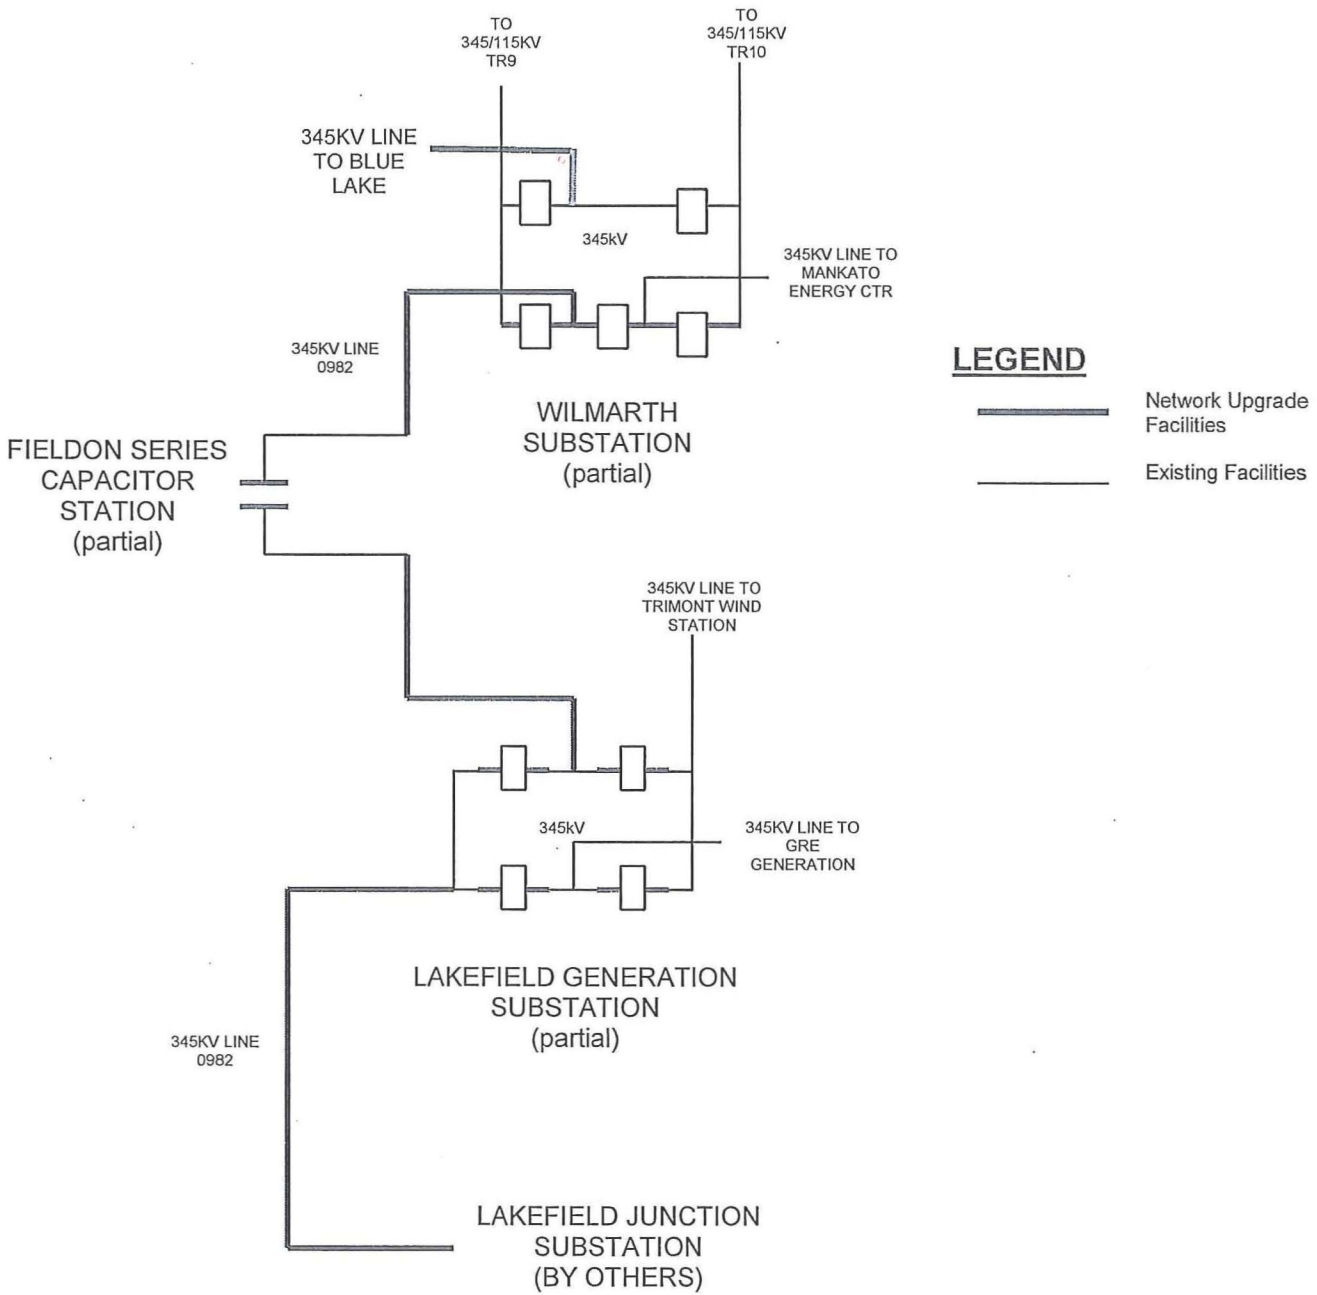 TO
345/115KV
TR9
TO
345/115KV
TR10
345KV LINE
TO BLUE
LAKE
345kV
345KV LINE TO
MANKATO
ENERGY CTR
345KV LINE
0982
WILMARTH
SUBSTATION
(partial)
LEGEND
Network Upgrade
Facilities
Existing Facilities
FIELDON SERIES
CAPACITOR
STATION
(partial)
345KV LINE TO
TRIMONT WIND
STATION
345kV
345KV LINE TO
GRE
GENERATION
LAKEFIELD GENERATION
SUBSTATION
(partial)
345KV LINE
0982
LAKEFIELD JUNCTION
SUBSTATION
(BY OTHERS)